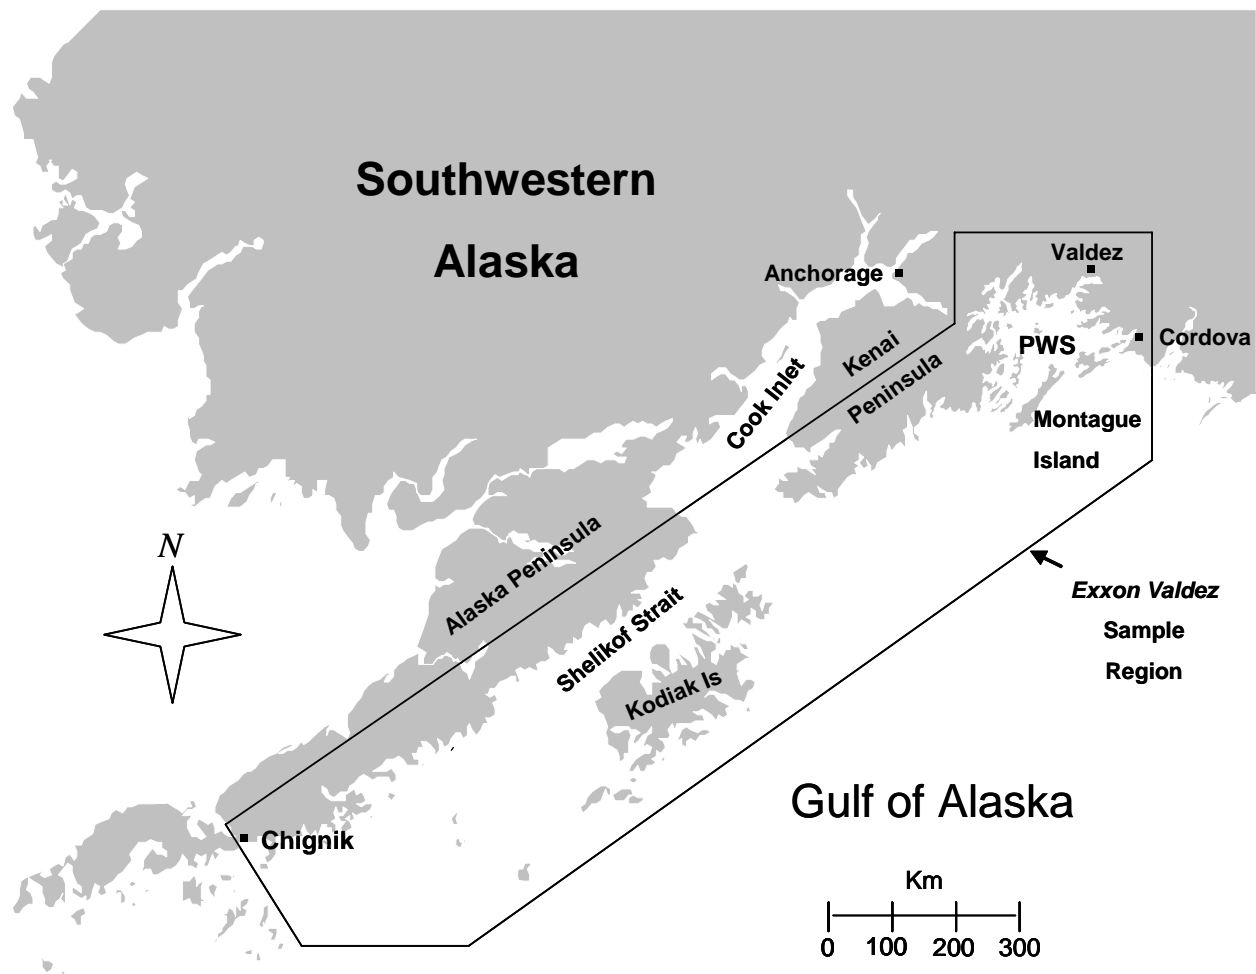 Southwestern
Alaska
Valdez
Anchorage
Cordova
PWS
Kenai
Peninsula
Cook Inlet
Montague
Island
Alaska Peninsula
N
Exxon Valdez
Sample
Region
Shelikof Strait
Kodiak Is
Gulf of Alaska
Chignik
Km
0 100 200 300